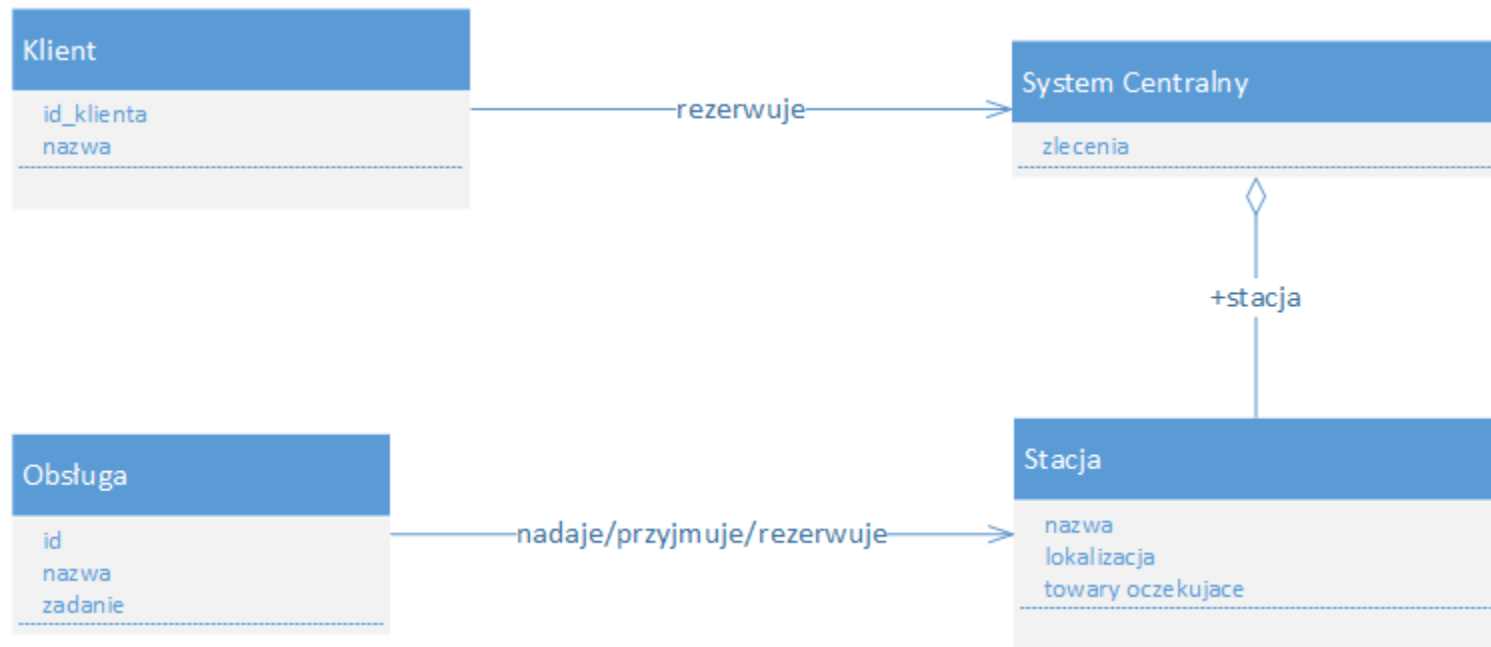 Klient
id_klienta
nazwa
rezerwuje
System Centralny
zlecenia
+stacja
Obsługa
id
nazwa
zadanie
nadaje/przyjmuje/rezerwuje
Stacja
nazwa
lokalizacja
towary oczekujace